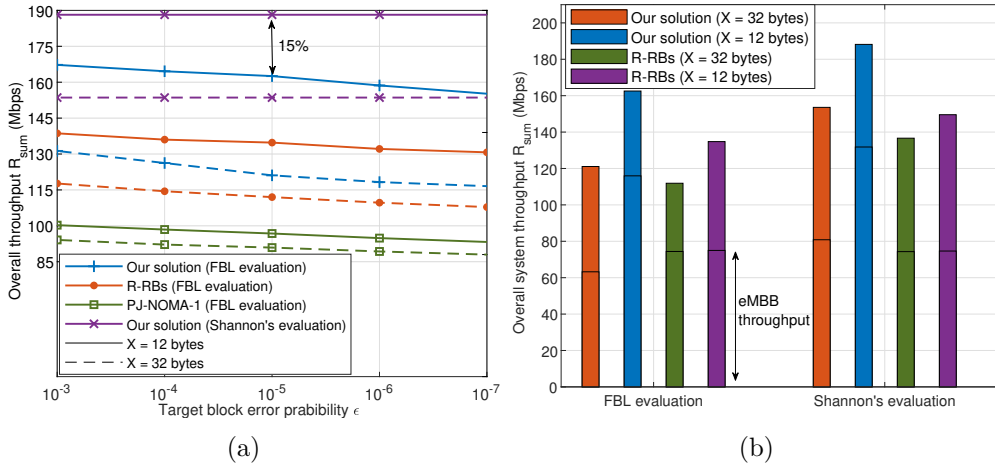 190
175
160
145
130
115
100
85
Overall throughput R_sum (Mbps)
15%
Our solution (FBL evaluation)
R-RBs (FBL evaluation)
PJ-NOMA-1 (FBL evaluation)
Our solution (Shannon's evaluation)
X = 12 bytes
X = 32 bytes
10^-3 10^-4 10^-5 10^-6 10^-7
Target block error prabibility ϵ
(a)
200
180
160
140
120
100
80
60
40
20
0
Overall system throughput (Mbps)
Our solution (X = 32 bytes)
Our solution (X = 12 bytes)
R-RBs (X = 32 bytes)
R-RBs (X = 12 bytes)
eMBB
throughput
FBL evaluation Shannon's evaluation
(b)